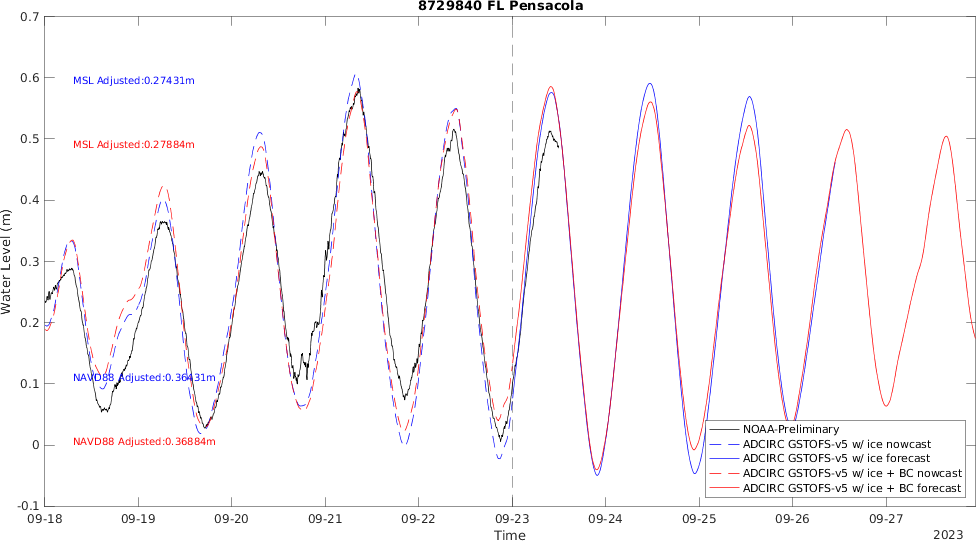 8729840 FL Pensacola
0.7
0.6
0.5
0.4
0.3
0.2
0.1
0
-0.1
Water Level (m)
MSL Adjusted:0.27431m
MSL Adjusted:0.27884m
NAVD88 Adjusted:0.36431m
NAVD88 Adjusted:0.36884m
NOAA-Preliminary
ADCIRC GSTOFS-v5 w/ ice nowcast
ADCIRC GSTOFS-v5 w/ ice forecast
ADCIRC GSTOFS-v5 w/ ice + BC nowcast
ADCIRC GSTOFS-v5 w/ ice + BC forecast
09-18 09-19 09-20 09-21 09-22 09-23 09-24 09-25 09-26 09-27
Time
2023